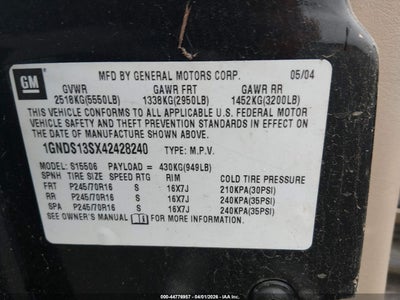 GM
MFD BY GENERAL MOTORS CORP. 05/04
GVWR GAWR FRT GAWR RR
2518KG(5550LB) 1338KG(2950LB) 1452KG(3200LB)
THIS VEHICLE CONFORMS TO ALL APPLICABLE U.S. FEDERAL MOTOR
VEHICLE SAFETY, BUMPER, AND THEFT PREVENTION STANDARDS IN
EFFECT ON THE DATE OF MANUFACTURE SHOWN ABOVE.
1GNDS13SX42428240 TYPE: M.P.V.
MODEL: S15506 PAYLOAD = 430KG(949LB)
SPNH TIRE SIZE SPEED RTG RIM COLD TIRE PRESSURE
FRT P245/70R16 S 16X7J 210KPA(30PSI)
RR P245/70R16 S 16X7J 240KPA(35PSI)
SPA P245/70R16 S 16X7J 240KPA(35PSI)
SEE OWNER'S MANUAL FOR MORE INFORMATION.
000-44776957 - 04/01/2026 - IAAI.COM